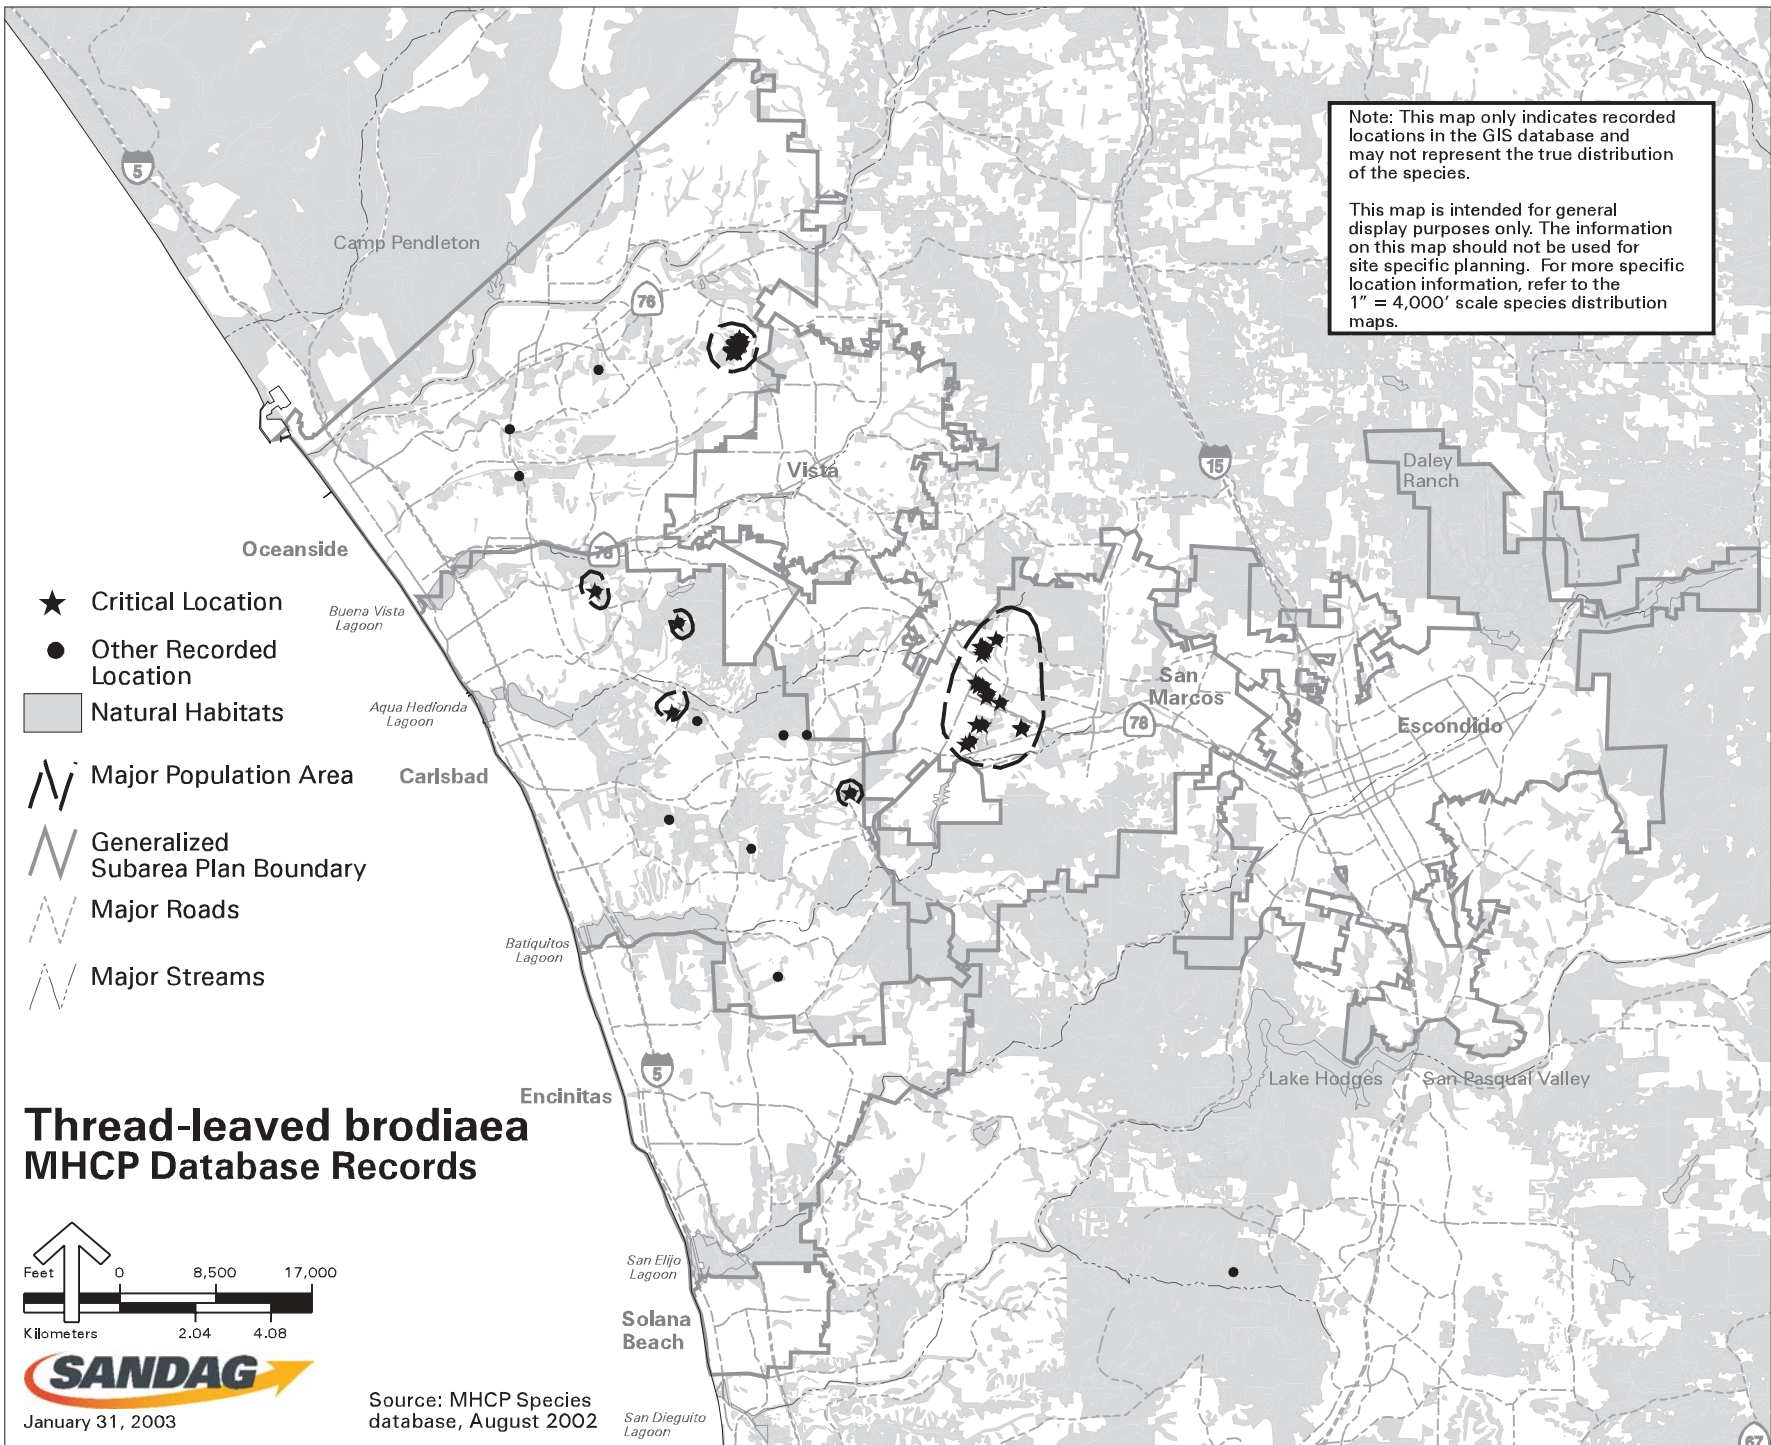 Note: This map only indicates recorded
locations in the GIS database and
may not represent the true distribution
of the species.
This map is intended for general
display purposes only. The information
on this map should not be used for
site specific planning. For more specific
location information, refer to the
1" = 4,000' scale species distribution
maps.
5
Camp Pendleton
76
Vista
15
Daley
Ranch
Oceanside
78
Critical Location
Buena Vista
Lagoon
Other Recorded
Location
San
Marcos
Natural Habitats
Aqua Hedionda
Lagoon
78
Escondido
Major Population Area
Carlsbad
Generalized
Subarea Plan Boundary
Major Roads
Batiquitos
Lagoon
Major Streams
5
Lake Hodges
San Pasqual Valley
Encinitas
Thread-leaved brodiaea
MHCP Database Records
San Elijo
Lagoon
Feet 0 8,500 17,000
Kilometers 2.04 4.08
Solana
Beach
SANDAG
January 31, 2003
Source: MHCP Species
database, August 2002
San Dieguito
Lagoon
67